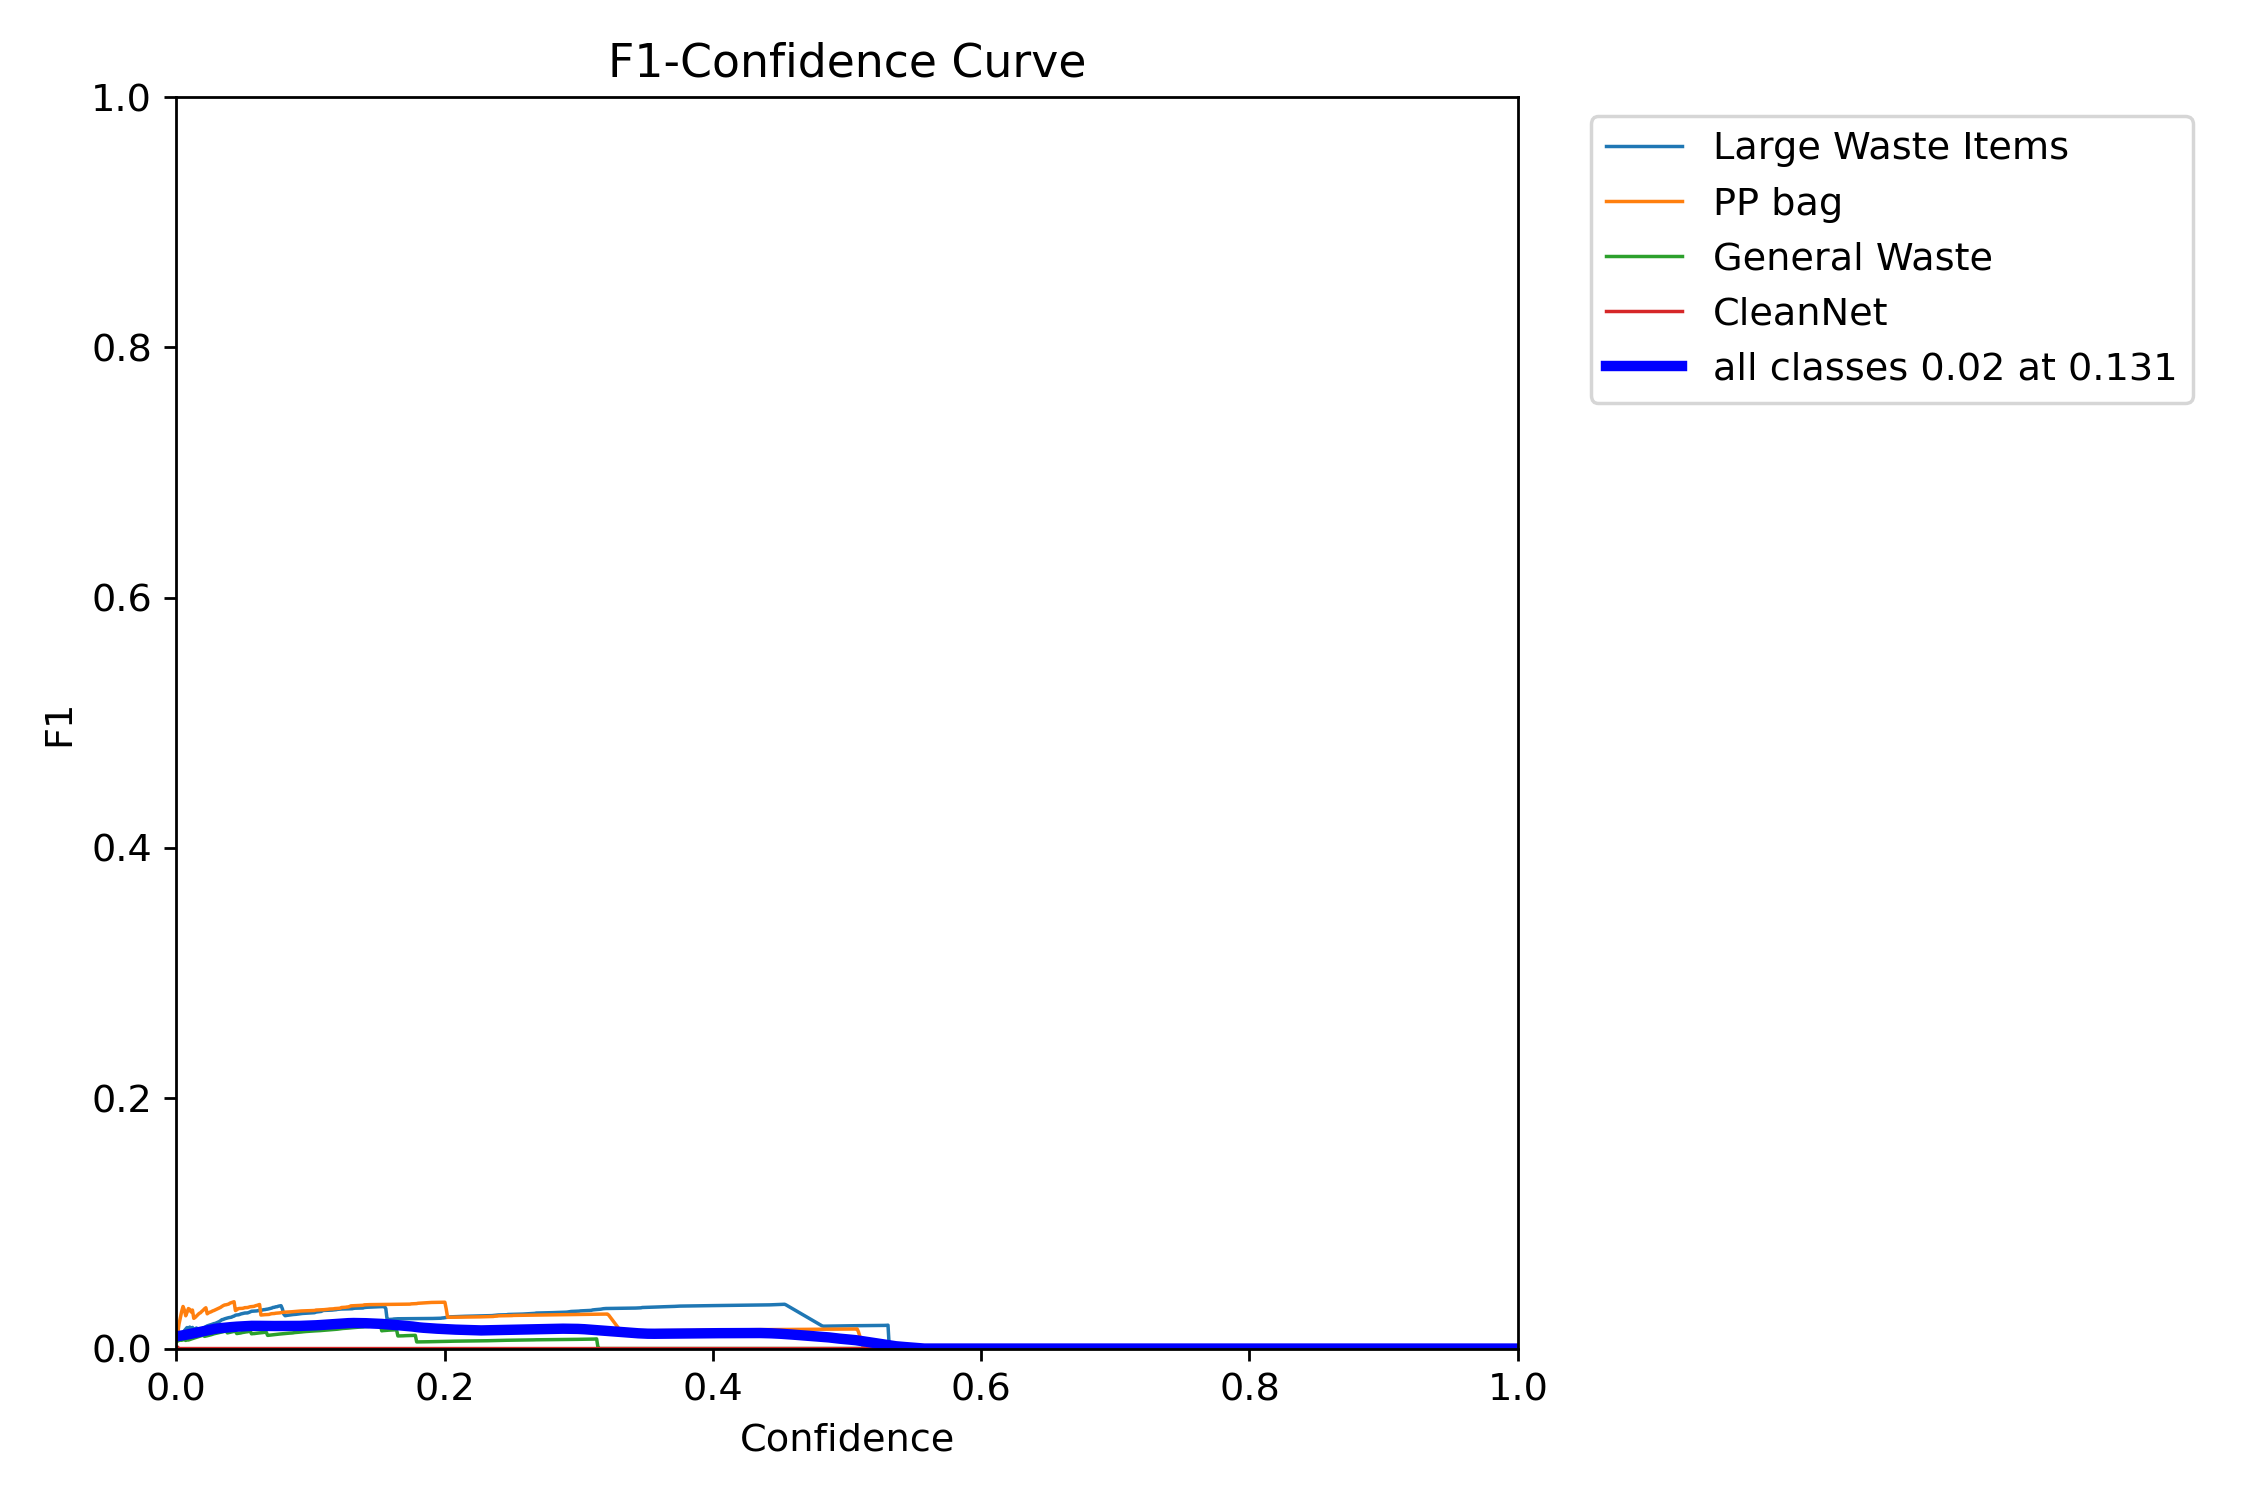 F1-Confidence Curve
1.0
0.8
0.6
0.4
0.2
0.0
F1
0.0 0.2 0.4 0.6 0.8 1.0
Confidence
Large Waste Items
PP bag
General Waste
CleanNet
all classes 0.02 at 0.131